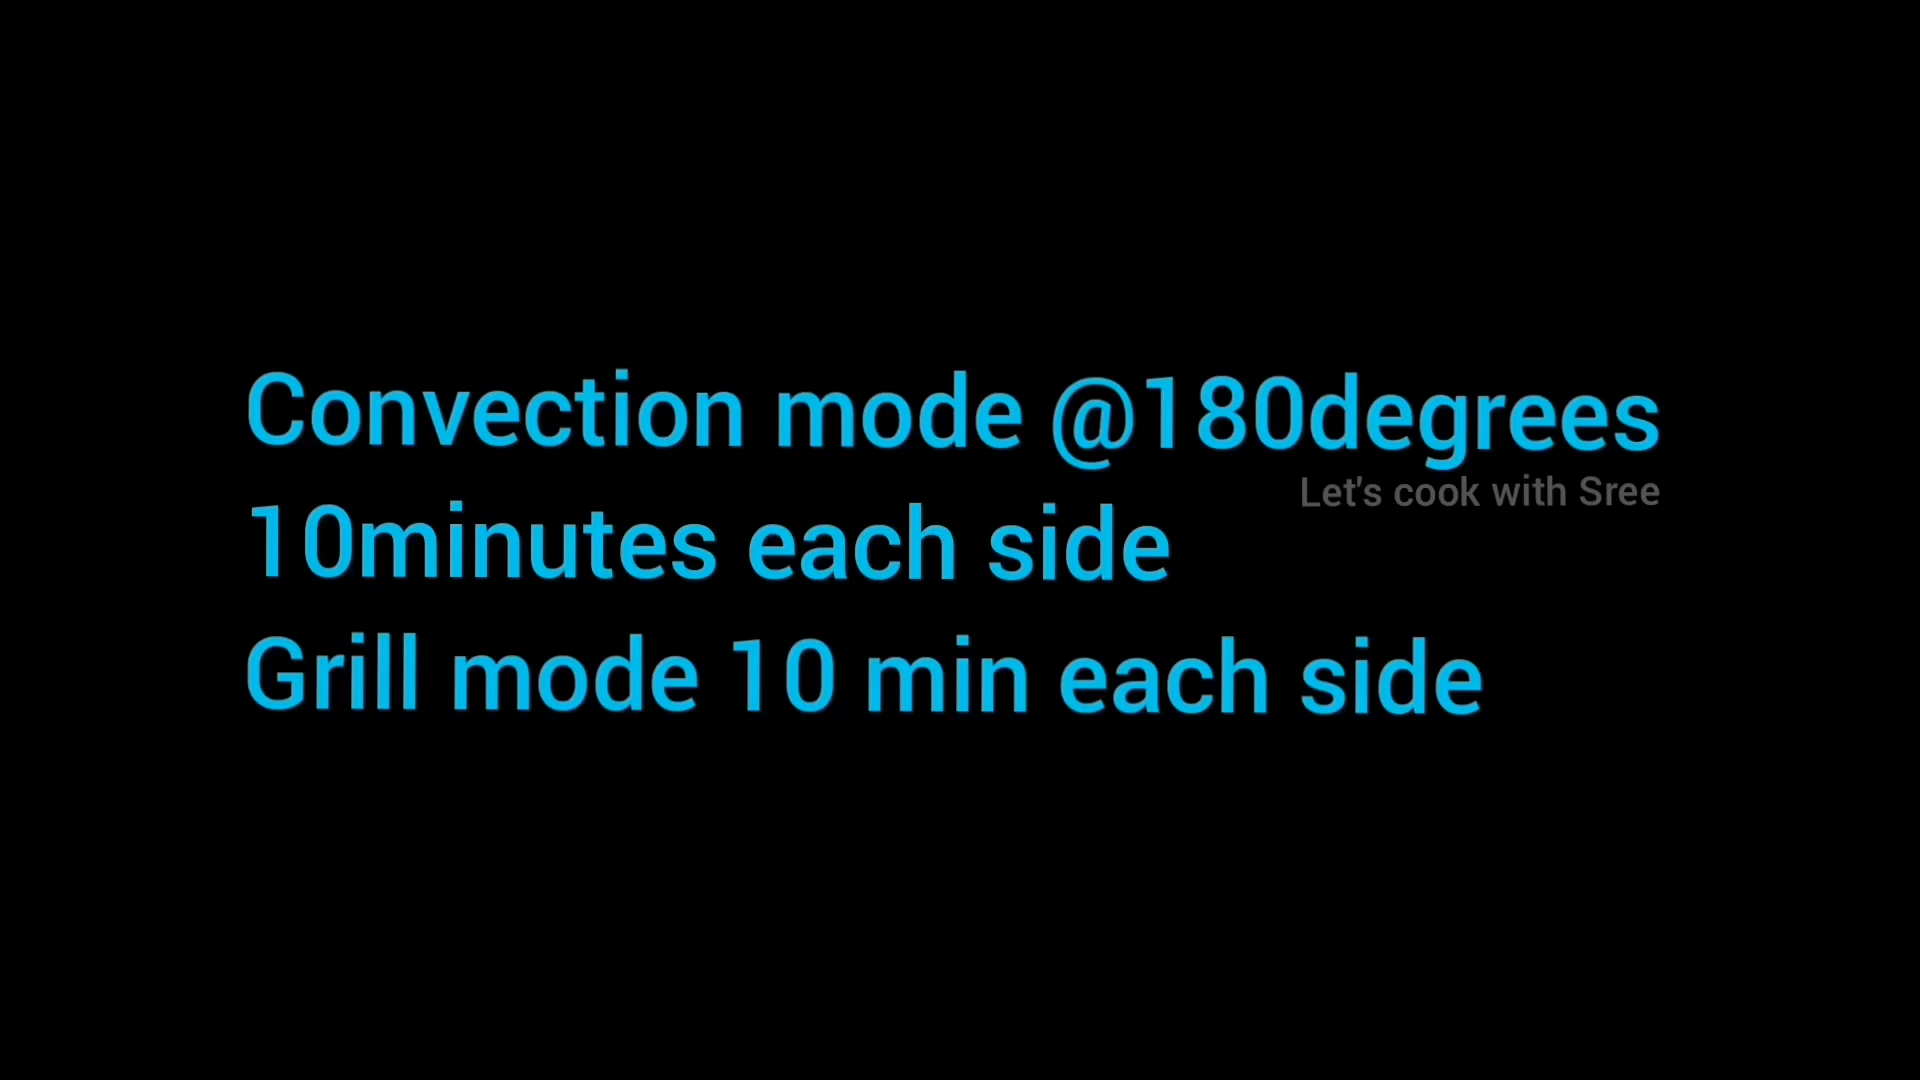 Convection mode @180degrees
Let's cook with Sree
10minutes each side
Grill mode 10 min each side